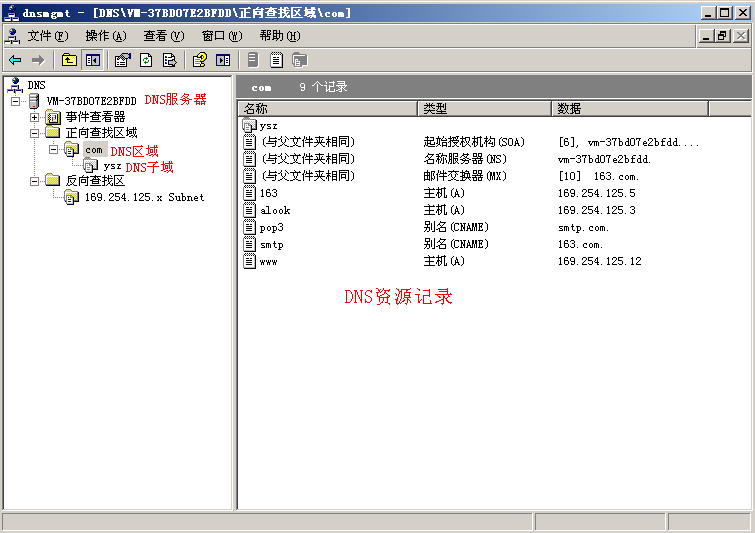 dnsmgmt - [DNS\VM-37BD07E2BFDD\正向查找区域\com]
文件(F) 操作(A) 查看(V) 窗口(W) 帮助(H)
DNS
VM-37BD07E2BFDD DNS服务器
事件查看器
正向查找区域
com DNS区域
ysz DNS子域
反向查找区
169.254.125.x Subnet
com 9 个记录
名称 类型 数据
ysz
(与父文件夹相同) 起始授权机构(SOA) [6], vm-37bd07e2bfdd....
(与父文件夹相同) 名称服务器(NS) vm-37bd07e2bfdd.
(与父文件夹相同) 邮件交换器(MX) [10] 163.com.
163 主机(A) 169.254.125.5
alook 主机(A) 169.254.125.3
pop3 别名(CNAME) smtp.com.
smtp 别名(CNAME) 163.com.
www 主机(A) 169.254.125.12
DNS资源记录